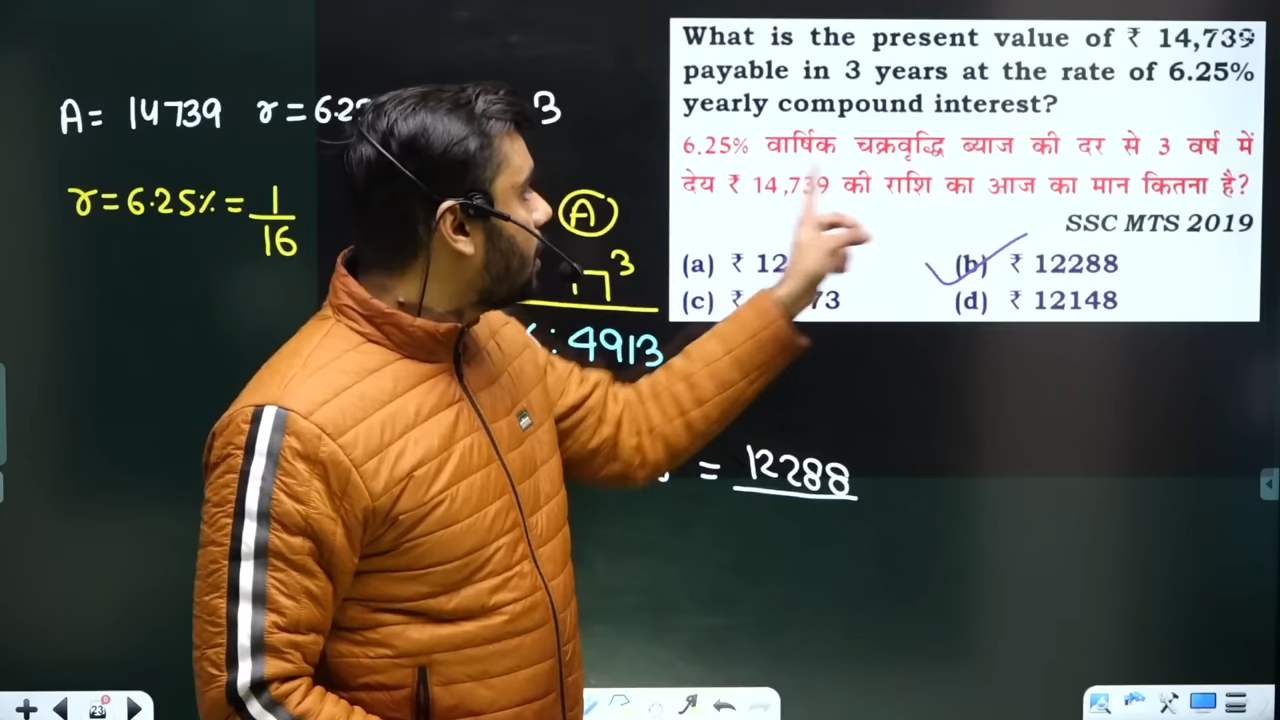 What is the present value of ₹ 14,739
payable in 3 years at the rate of 6.25%
yearly compound interest?
6.25% वार्षिक चक्रवृद्धि ब्याज की दर से 3 वर्ष में
देय ₹ 14,739 की राशि का आज का मान कितना है?
SSC MTS 2019
(a) ₹ 12
(b) ₹ 12288
(c) ₹ 73
(d) ₹ 12148
A = 14739 r = 6.2 3
r = 6.25% = 1
16
A
17³
: 4913
= 12288
23